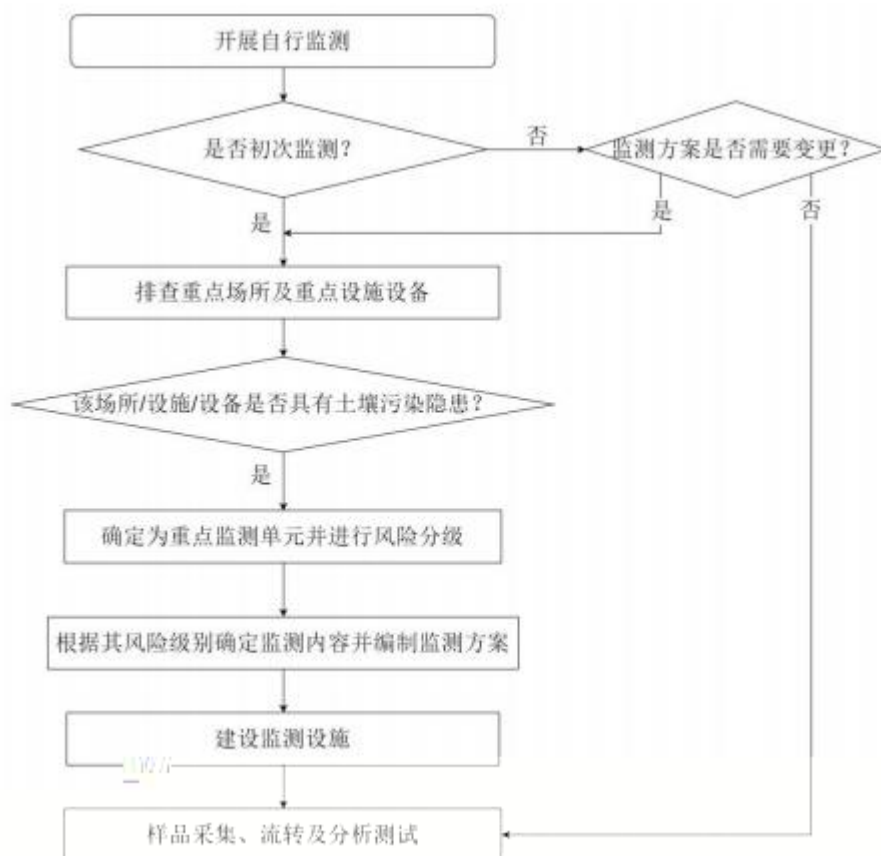 开展自行监测
是否初次监测？
否
监测方案是否需要变更？
是
是
否
排查重点场所及重点设施设备
该场所/设施/设备是否具有土壤污染隐患？
是
确定为重点监测单元并进行风险分级
根据其风险级别确定监测内容并编制监测方案
建设监测设施
样品采集、流转及分析测试